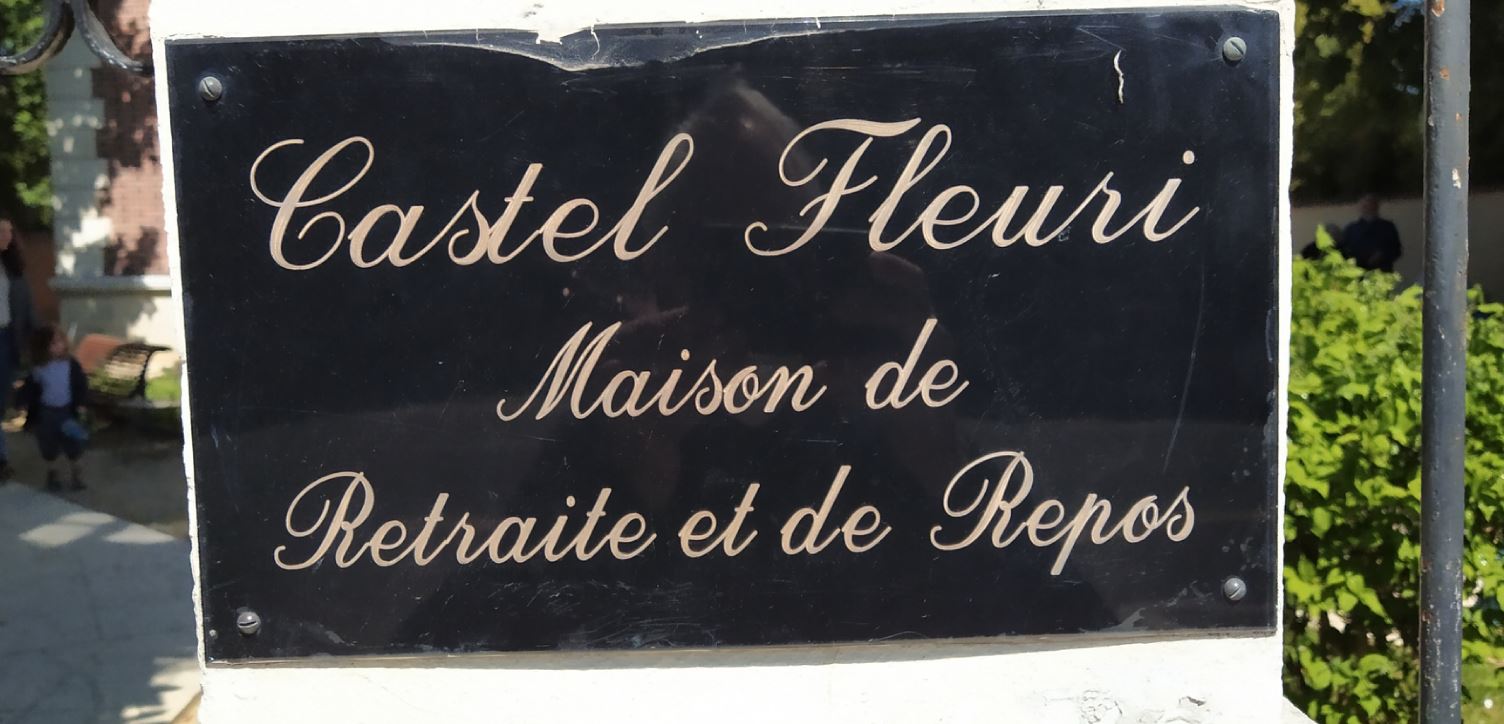 Castel Fleuri
Maison de
Retraite et de Repos